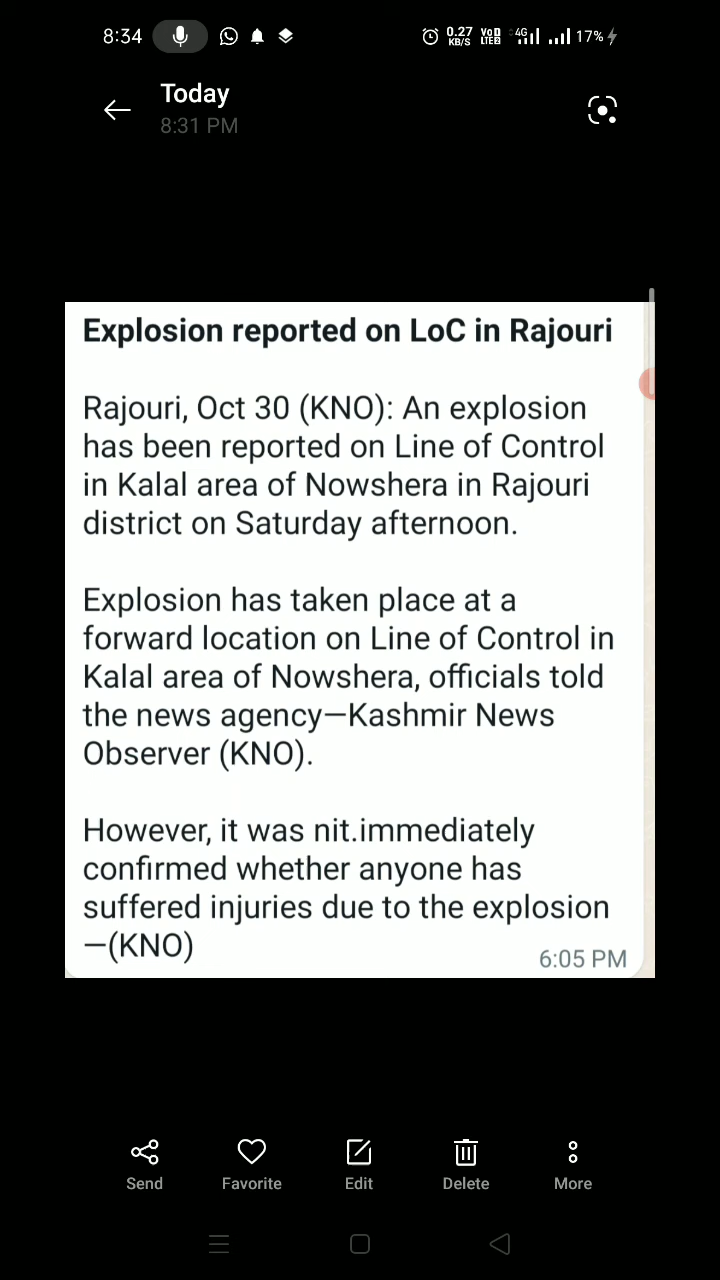 8:34 0.27 KB/S VoD LTE2 4G 17%
Today
8:31 PM
Explosion reported on LoC in Rajouri
Rajouri, Oct 30 (KNO): An explosion
has been reported on Line of Control
in Kalal area of Nowshera in Rajouri
district on Saturday afternoon.
Explosion has taken place at a
forward location on Line of Control in
Kalal area of Nowshera, officials told
the news agency—Kashmir News
Observer (KNO).
However, it was nit.immediately
confirmed whether anyone has
suffered injuries due to the explosion
—(KNO)
6:05 PM
Send Favorite Edit Delete More